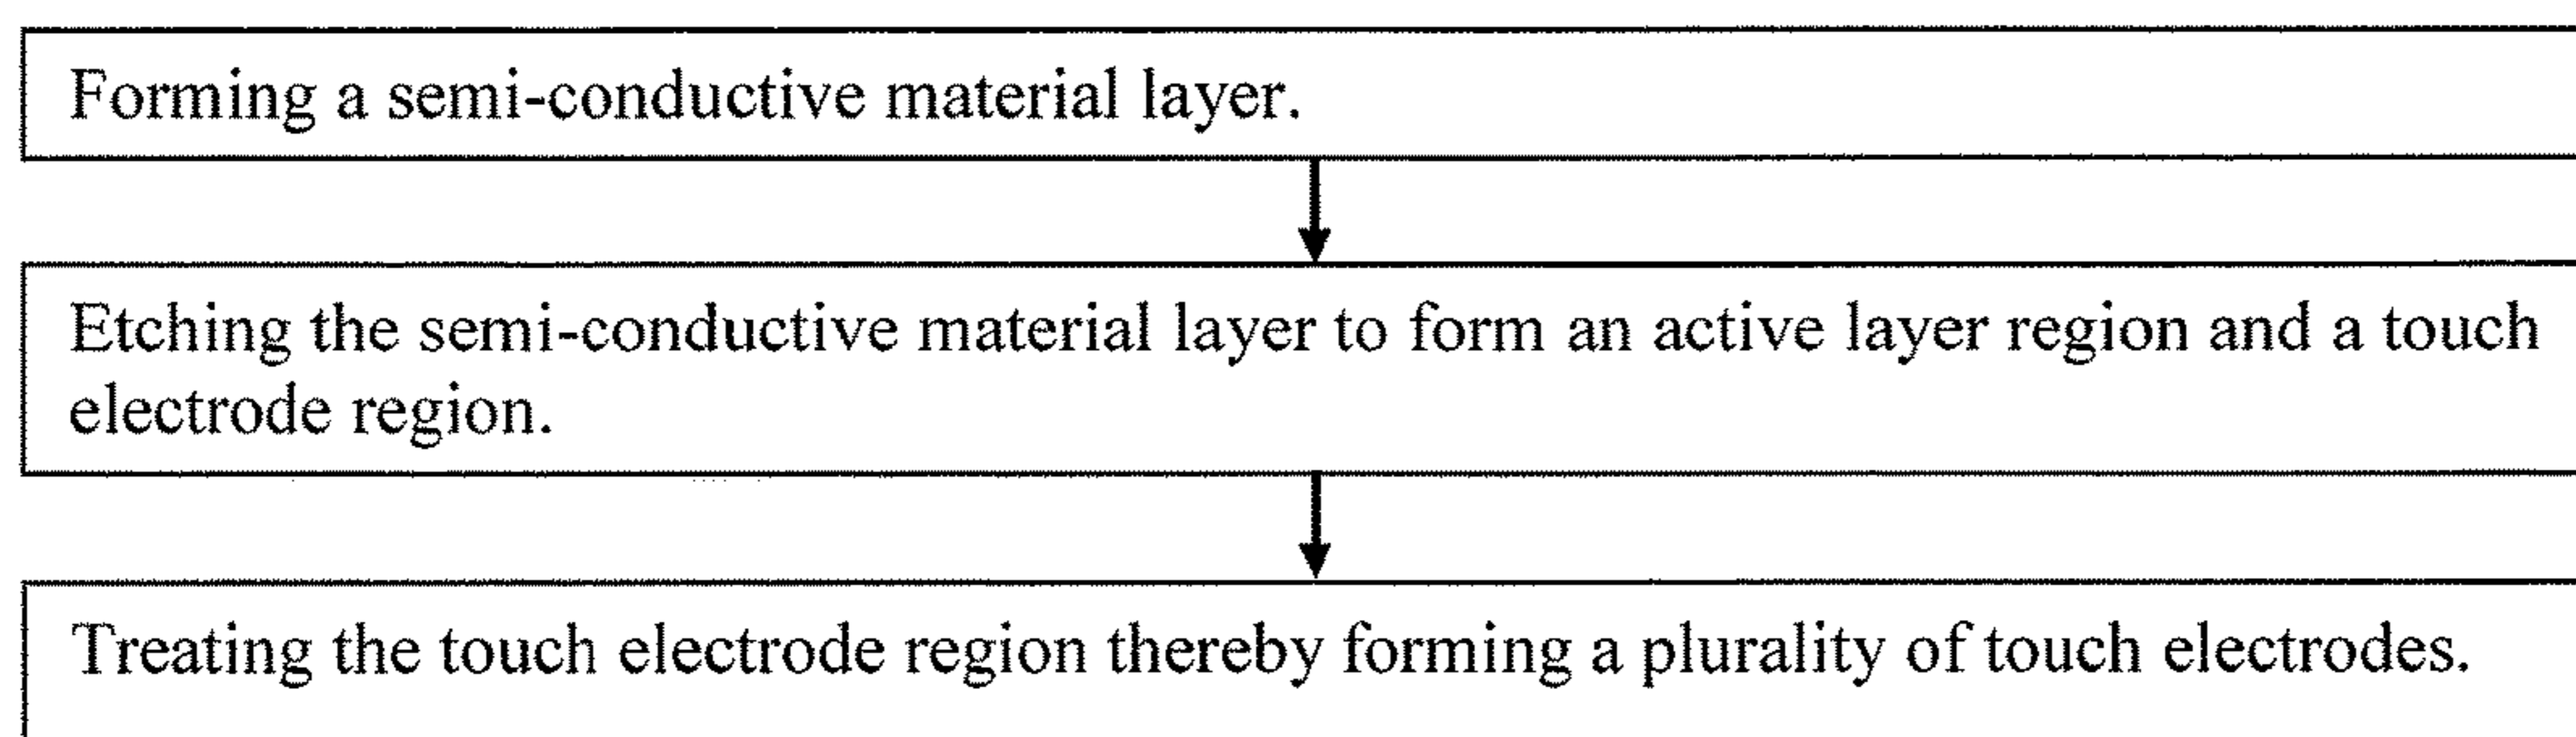 Forming a semi-conductive material layer.
Etching the semi-conductive material layer to form an active layer region and a touch
electrode region.
Treating the touch electrode region thereby forming a plurality of touch electrodes.